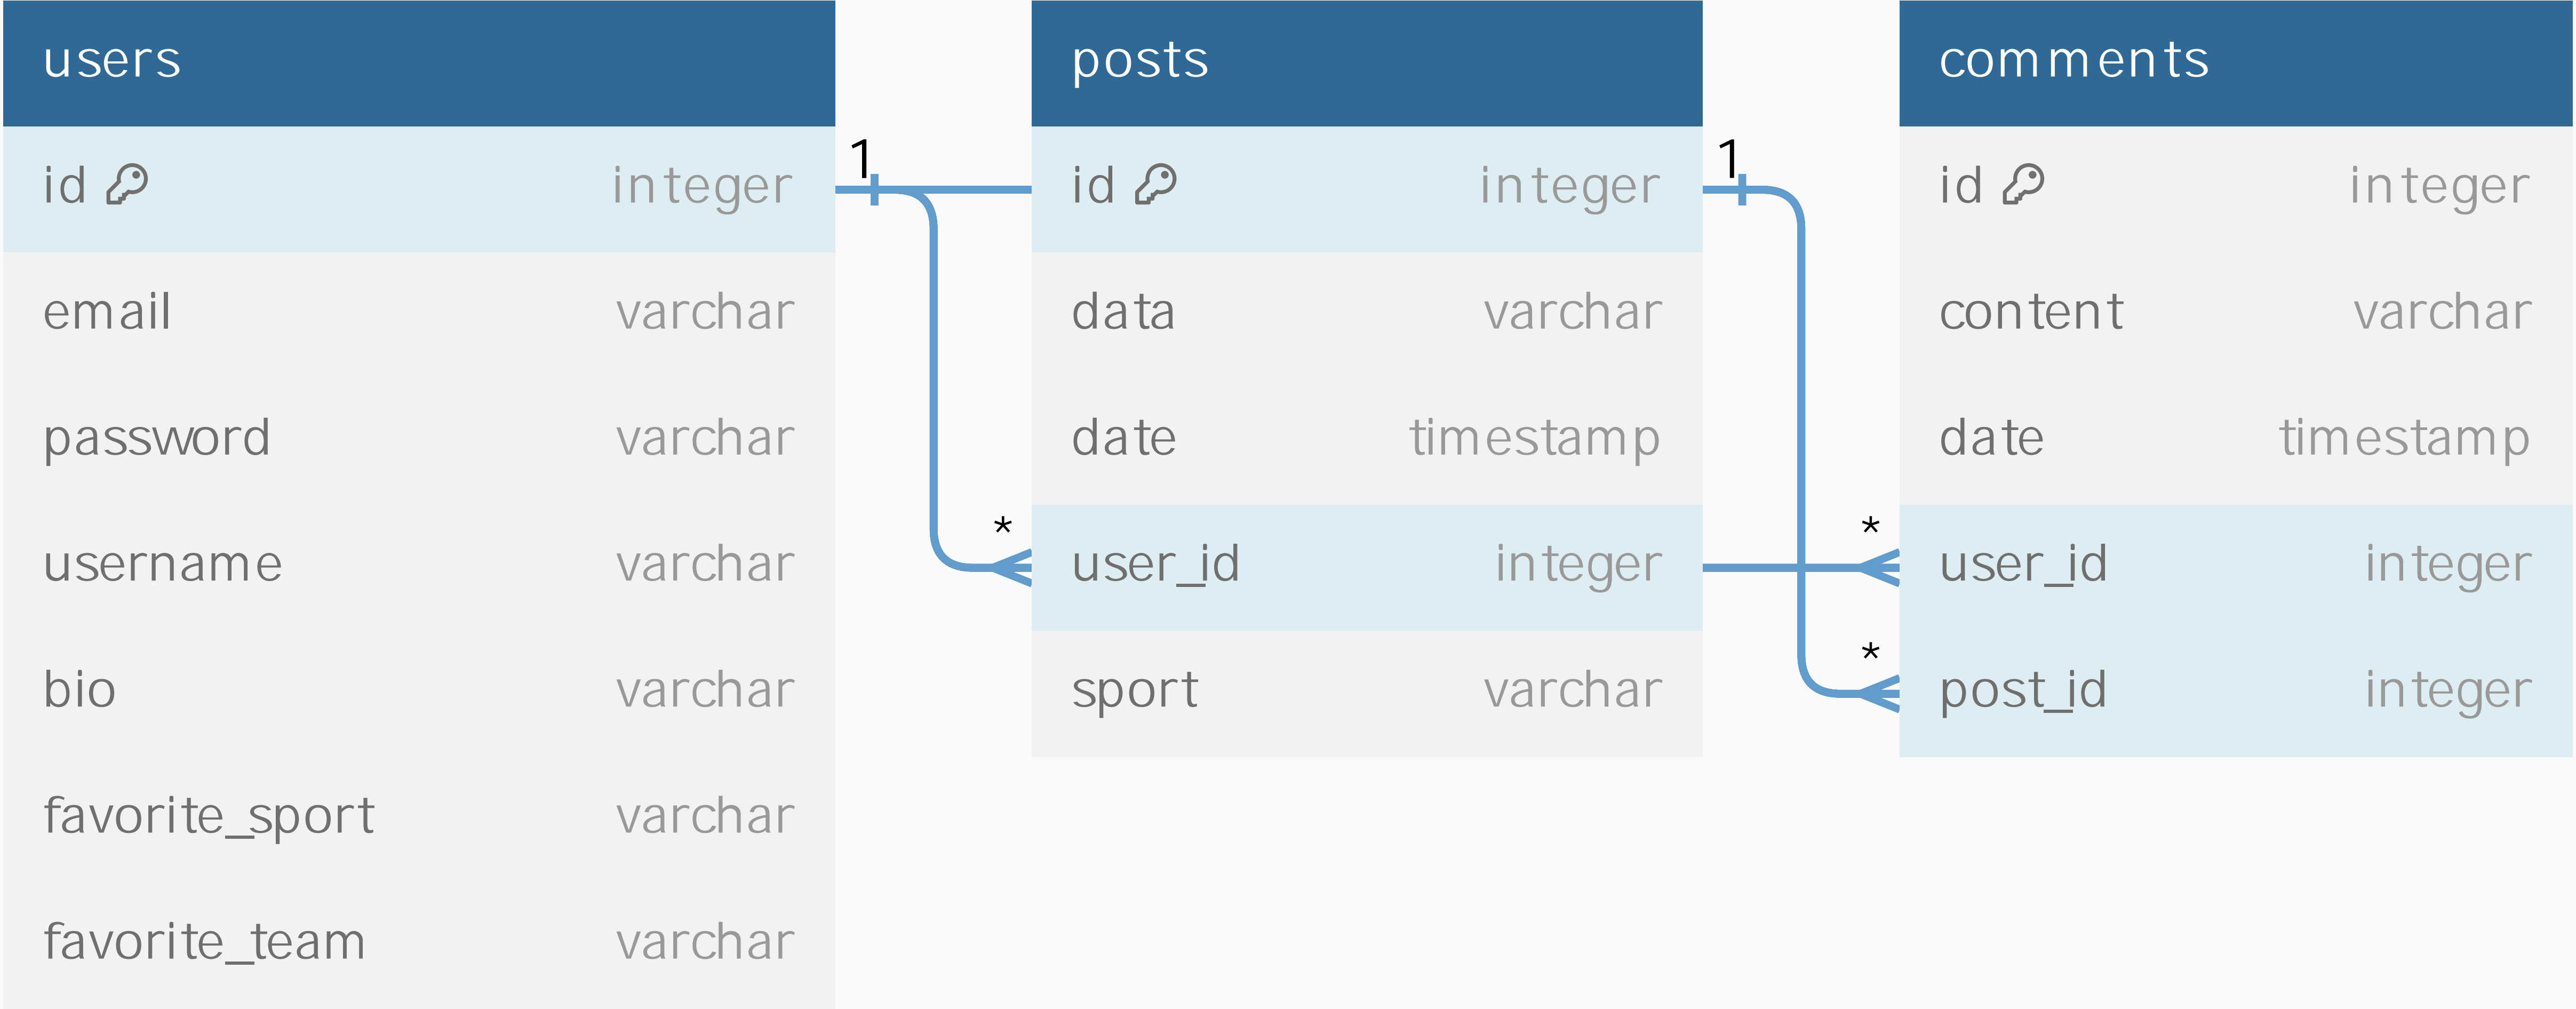 users
id integer
email varchar
password varchar
username varchar
bio varchar
favorite_sport varchar
favorite_team varchar
1
*
posts
id integer
data varchar
date timestamp
user_id integer
sport varchar
1
*
*
comments
id integer
content varchar
date timestamp
user_id integer
post_id integer